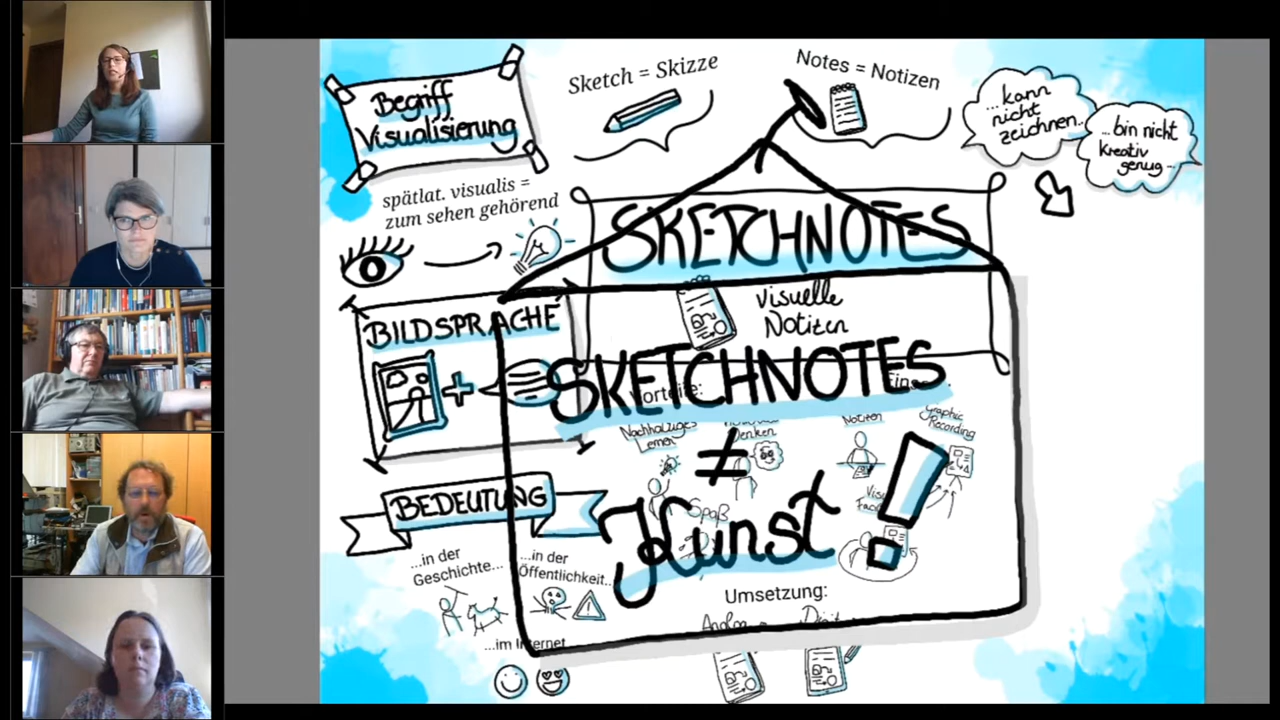 Begriff
Visualisierung
spätlat. visualis =
zum sehen gehörend
BILDSPRACHE
BEDEUTUNG
...in der
Geschichte...
...in der
Öffentlichkeit...
...im Internet
Sketch = Skizze
Notes = Notizen
SKETCHNOTES
visuelle
Notizen
SKETCHNOTES
≠
Kunst!
Vorteile:
Nachhaltiges
Lernen
Denken
Spaß
Notizen
Graphic
Recording
Umsetzung:
...kann
nicht
zeichnen...
...bin nicht
kreativ
genug...